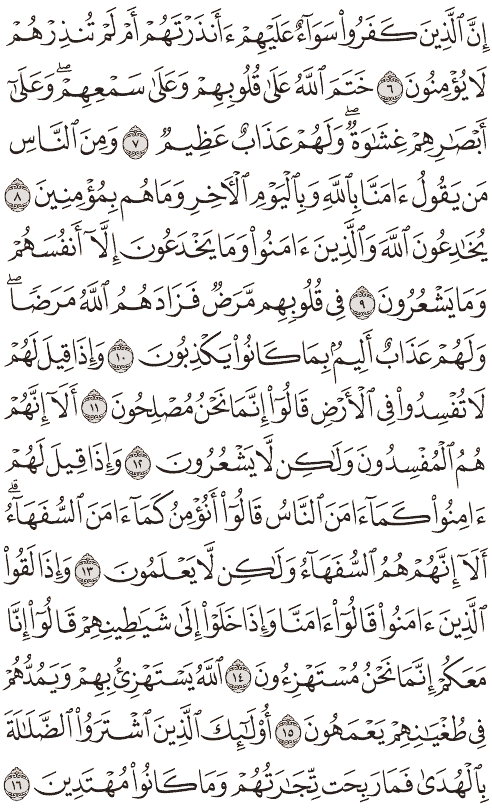 إِنَّ ٱلَّذِينَ كَفَرُوا۟ سَوَآءٌ عَلَيْهِمْ ءَأَنذَرْتَهُمْ أَمْ لَمْ تُنذِرْهُمْ
لَا يُؤْمِنُونَ ٦ خَتَمَ ٱللَّهُ عَلَىٰ قُلُوبِهِمْ وَعَلَىٰ سَمْعِهِمْ ۖ وَعَلَىٰٓ
أَبْصَٰرِهِمْ غِشَٰوَةٌ ۖ وَلَهُمْ عَذَابٌ عَظِيمٌ ٧ وَمِنَ ٱلنَّاسِ
مَن يَقُولُ ءَامَنَّا بِٱللَّهِ وَبِٱلْيَوْمِ ٱلْءَاخِرِ وَمَا هُم بِمُؤْمِنِينَ ٨
يُخَٰدِعُونَ ٱللَّهَ وَٱلَّذِينَ ءَامَنُوا۟ وَمَا يَخْدَعُونَ إِلَّآ أَنفُسَهُمْ
وَمَا يَشْعُرُونَ ٩ فِى قُلُوبِهِم مَّرَضٌ فَزَادَهُمُ ٱللَّهُ مَرَضًا ۖ
وَلَهُمْ عَذَابٌ أَلِيمٌۢ بِمَا كَانُوا۟ يَكْذِبُونَ ١٠ وَإِذَا قِيلَ لَهُمْ
لَا تُفْسِدُوا۟ فِى ٱلْأَرْضِ قَالُوٓا۟ إِنَّمَا نَحْنُ مُصْلِحُونَ ١١ أَلَآ إِنَّهُمْ
هُمُ ٱلْمُفْسِدُونَ وَلَٰكِن لَّا يَشْعُرُونَ ١٢ وَإِذَا قِيلَ لَهُمْ
ءَامِنُوا۟ كَمَآ ءَامَنَ ٱلنَّاسُ قَالُوٓا۟ أَنُؤْمِنُ كَمَآ ءَامَنَ ٱلسُّفَهَآءُ ۗ
أَلَآ إِنَّهُمْ هُمُ ٱلسُّفَهَآءُ وَلَٰكِن لَّا يَعْلَمُونَ ١٣ وَإِذَا لَقُوا۟
ٱلَّذِينَ ءَامَنُوا۟ قَالُوٓا۟ ءَامَنَّا وَإِذَا خَلَوْا۟ إِلَىٰ شَيَٰطِينِهِمْ قَالُوٓا۟ إِنَّا
مَعَكُمْ إِنَّمَا نَحْنُ مُسْتَهْزِءُونَ ١٤ ٱللَّهُ يَسْتَهْزِئُ بِهِمْ وَيَمُدُّهُمْ
فِى طُغْيَٰنِهِمْ يَعْمَهُونَ ١٥ أُو۟لَٰٓئِكَ ٱلَّذِينَ ٱشْتَرَوُا۟ ٱلضَّلَٰلَةَ
بِٱلْهُدَىٰ فَمَا رَبِحَت تِّجَٰرَتُهُمْ وَمَا كَانُوا۟ مُهْتَدِينَ ١٦